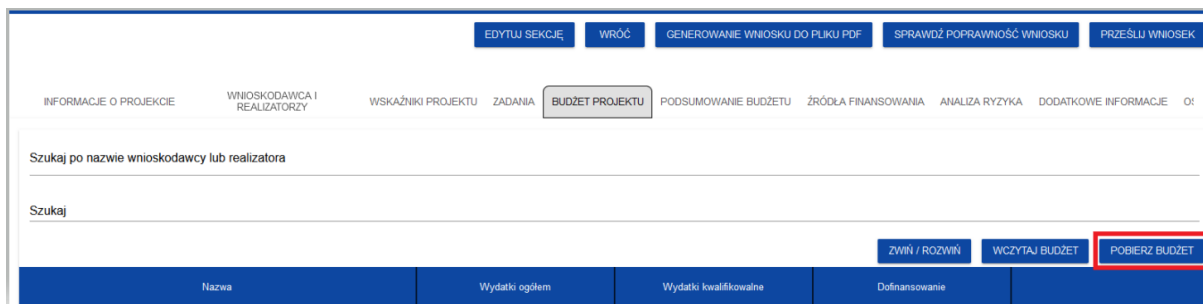 EDYTUJ SEKCJĘ WRÓĆ GENEROWANIE WNIOSKU DO PLIKU PDF SPRAWDŹ POPRAWNOŚĆ WNIOSKU PRZEŚLIJ WNIOSEK
INFORMACJE O PROJEKCIE WNIOSKODAWCA I REALIZATORZY WSKAŹNIKI PROJEKTU ZADANIA BUDŻET PROJEKTU PODSUMOWANIE BUDŻETU ŹRÓDŁA FINANSOWANIA ANALIZA RYZYKA DODATKOWE INFORMACJE
Szukaj po nazwie wnioskodawcy lub realizatora
Szukaj
ZWIŃ / ROZWIŃ WCZYTAJ BUDŻET POBIERZ BUDŻET
Nazwa Wydatki ogółem Wydatki kwalifikowalne Dofinansowanie